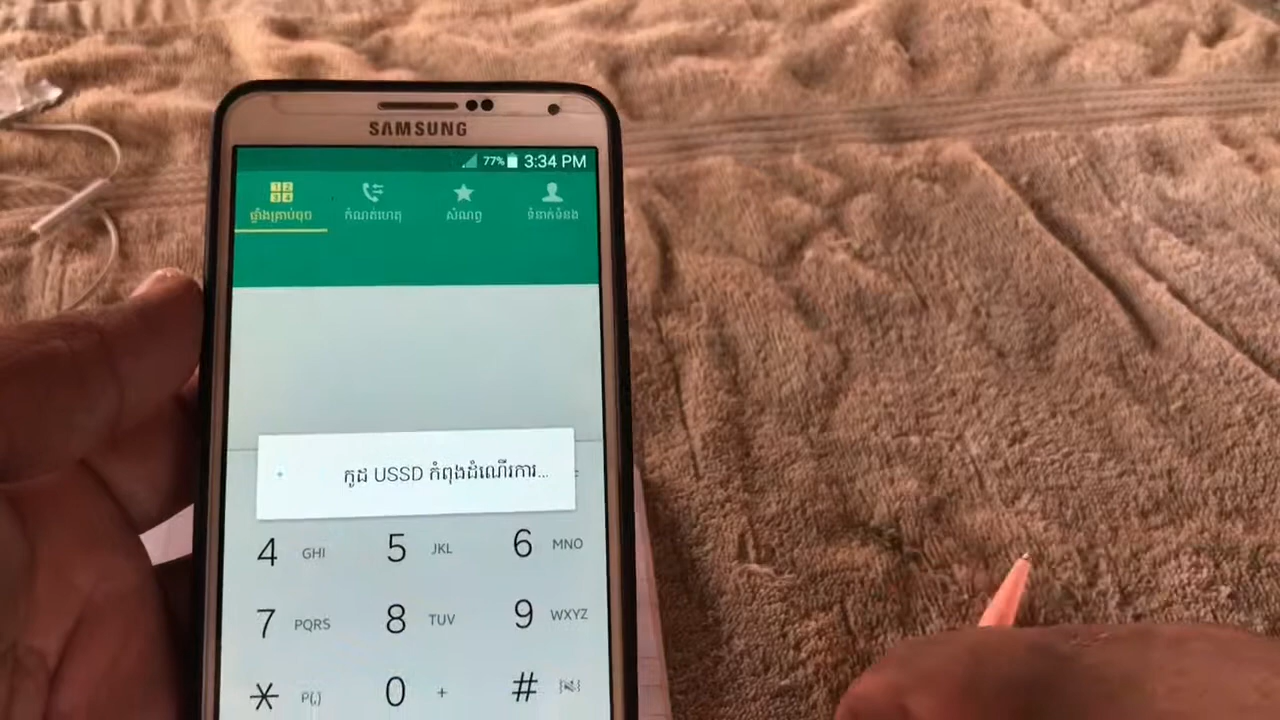 SAMSUNG
77% 3:34 PM
ផ្ទាំងគ្រាប់ចុច កំណត់ហេតុ សំណព្វ ទំនាក់ទំនង
កូដ USSD កំពុងដំណើរការ...
4 GHI 5 JKL 6 MNO
7 PQRS 8 TUV 9 WXYZ
* P(,) 0 + #